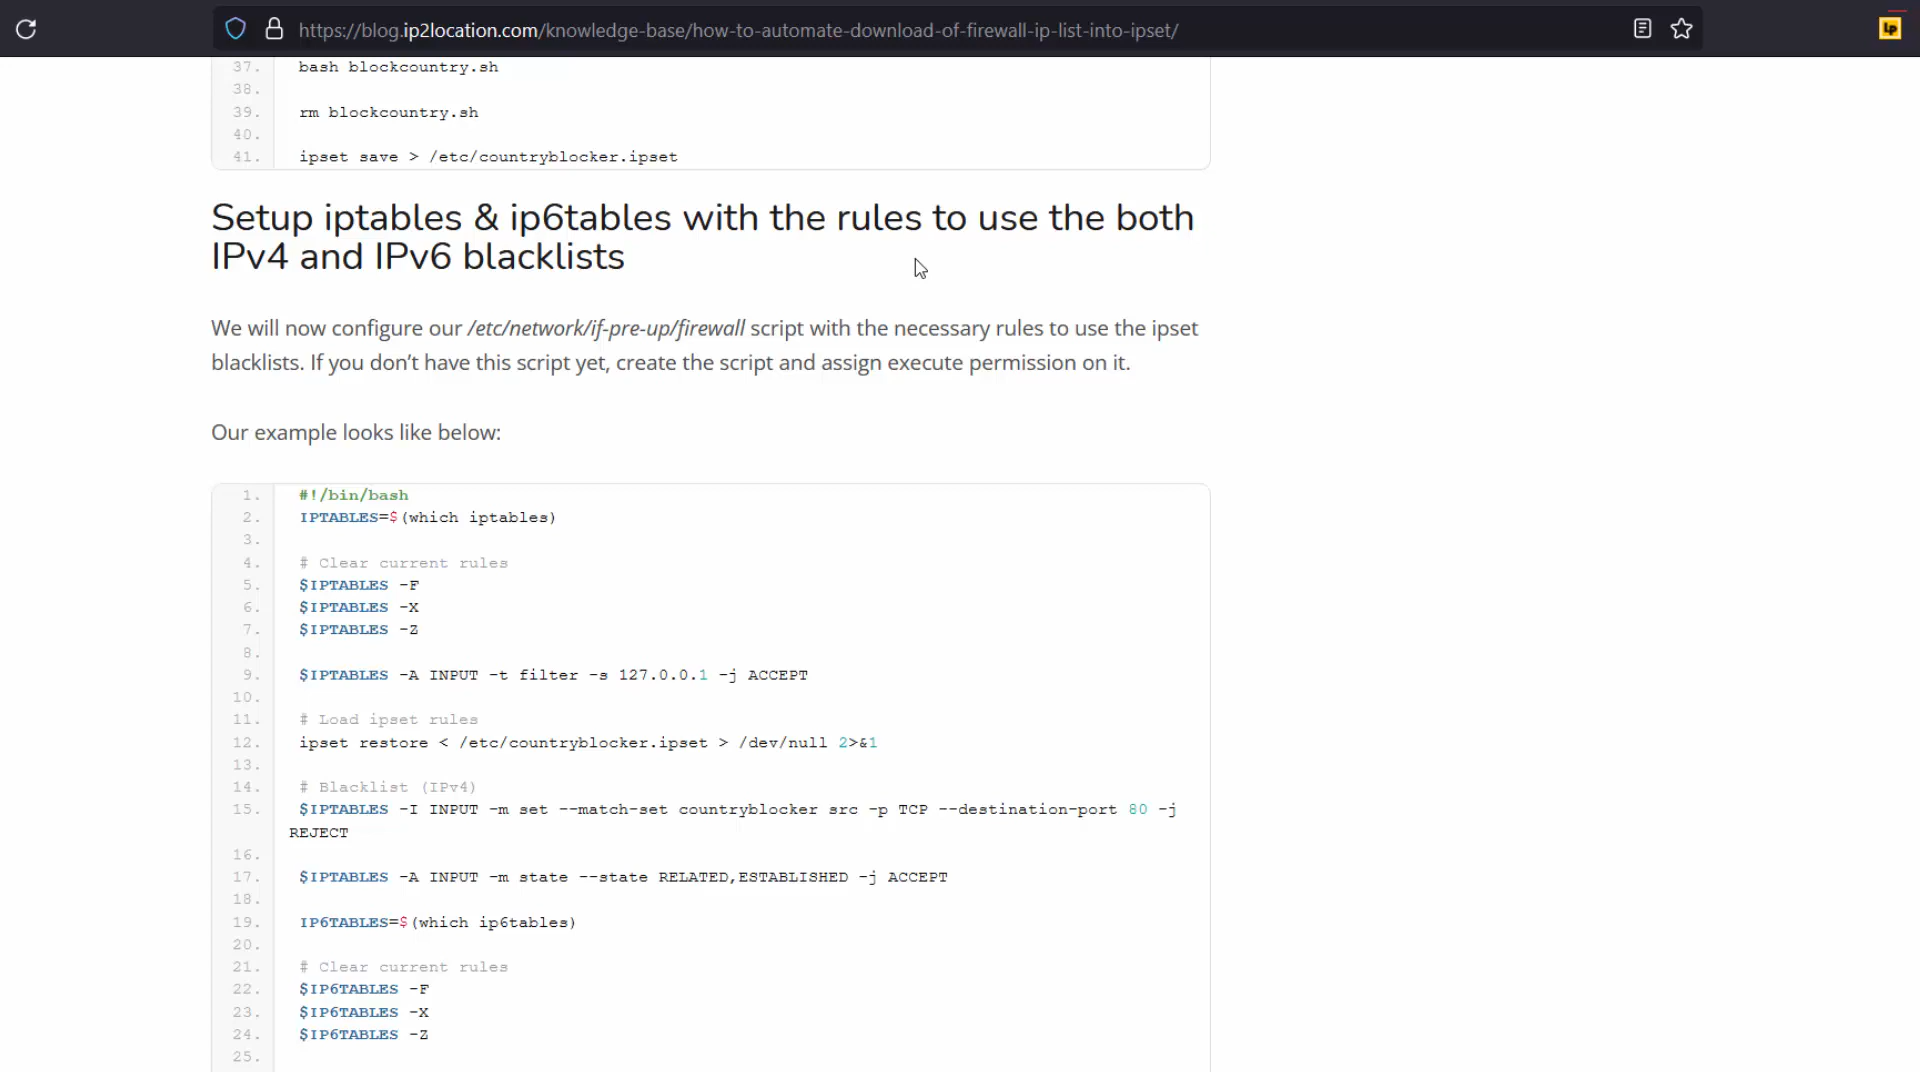 https://blog.ip2location.com/knowledge-base/how-to-automate-download-of-firewall-ip-list-into-ipset/
37. bash blockcountry.sh
38.
39. rm blockcountry.sh
40.
41. ipset save > /etc/countryblocker.ipset
Setup iptables & ip6tables with the rules to use the both
IPv4 and IPv6 blacklists
We will now configure our /etc/network/if-pre-up/firewall script with the necessary rules to use the ipset
blacklists. If you don’t have this script yet, create the script and assign execute permission on it.
Our example looks like below:
1. #!/bin/bash
2. IPTABLES=$(which iptables)
3.
4. # Clear current rules
5. $IPTABLES -F
6. $IPTABLES -X
7. $IPTABLES -Z
8.
9. $IPTABLES -A INPUT -t filter -s 127.0.0.1 -j ACCEPT
10.
11. # Load ipset rules
12. ipset restore < /etc/countryblocker.ipset > /dev/null 2>&1
13.
14. # Blacklist (IPv4)
15. $IPTABLES -I INPUT -m set --match-set countryblocker src -p TCP --destination-port 80 -j
REJECT
16.
17. $IPTABLES -A INPUT -m state --state RELATED,ESTABLISHED -j ACCEPT
18.
19. IP6TABLES=$(which ip6tables)
20.
21. # Clear current rules
22. $IP6TABLES -F
23. $IP6TABLES -X
24. $IP6TABLES -Z
25.